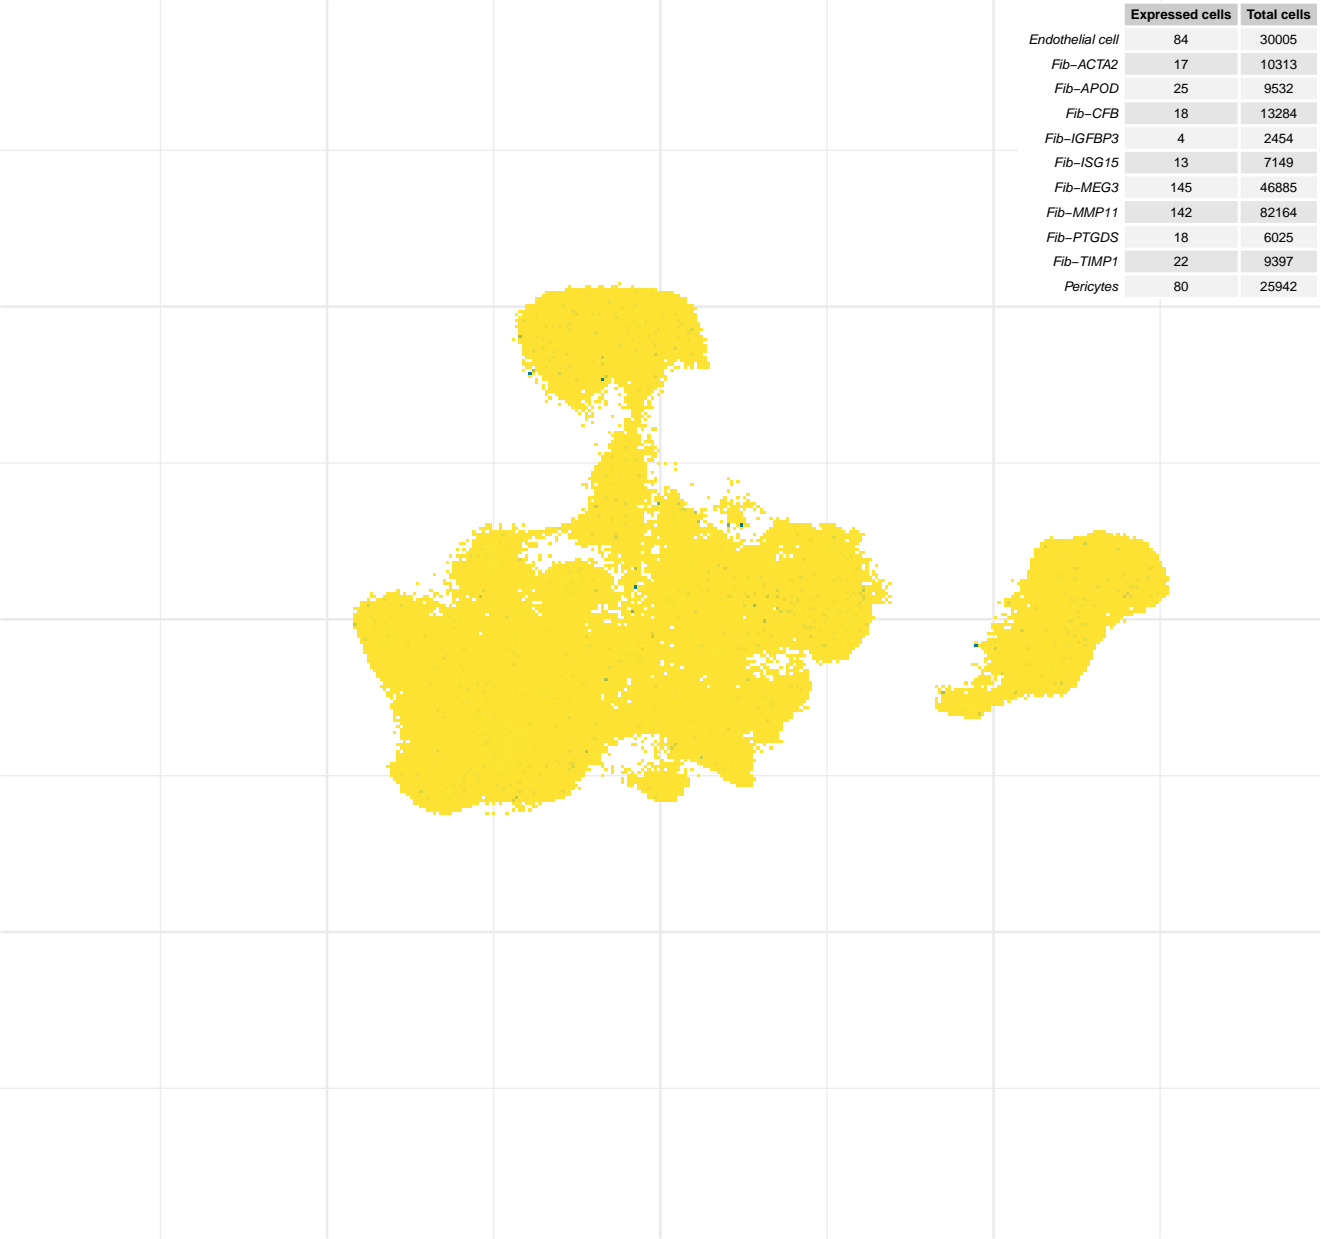 Expressed cells Total cells
Endothelial cell 84 30005
Fib−ACTA2 17 10313
Fib−APOD 25 9532
Fib−CFB 18 13284
Fib−IGFBP3 4 2454
Fib−ISG15 13 7149
Fib−MEG3 145 46885
Fib−MMP11 142 82164
Fib−PTGDS 18 6025
Fib−TIMP1 22 9397
Pericytes 80 25942